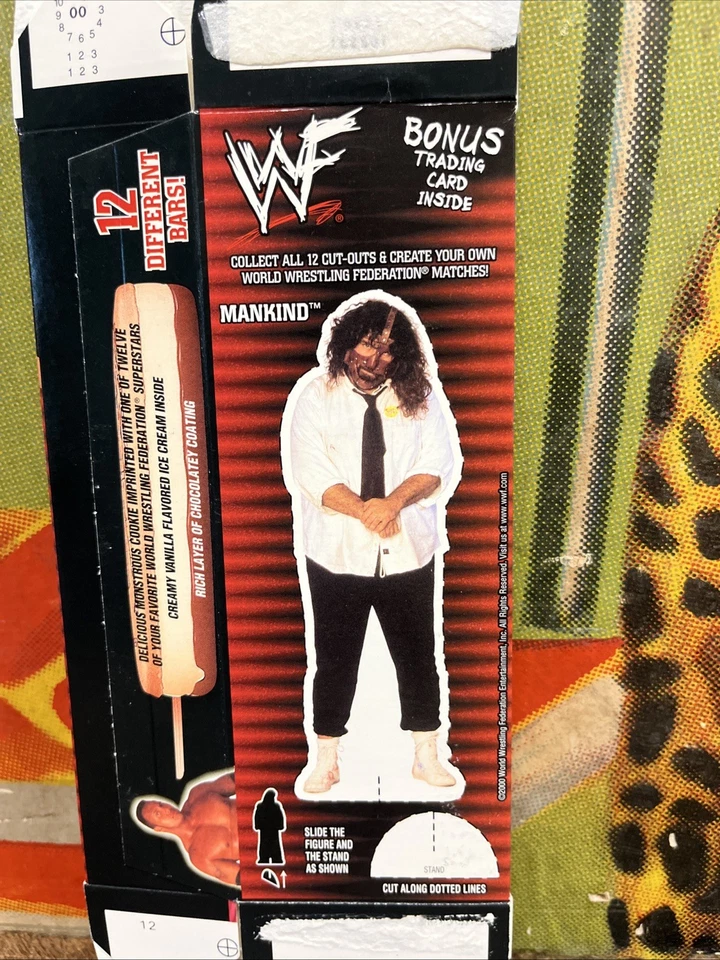 10
9 00 3
8 4
7 6 5
1 2 3
1 2 3
12
DIFFERENT
BARS!
DELICIOUS MONSTROUS COOKIE IMPRINTED WITH ONE OF TWELVE
OF YOUR FAVORITE WORLD WRESTLING FEDERATION® SUPERSTARS
CREAMY VANILLA FLAVORED ICE CREAM INSIDE
RICH LAYER OF CHOCOLATEY COATING
12
WF®
BONUS
TRADING
CARD
INSIDE
COLLECT ALL 12 CUT-OUTS & CREATE YOUR OWN
WORLD WRESTLING FEDERATION® MATCHES!
MANKIND™
©2000 World Wrestling Federation Entertainment, Inc. All Rights Reserved. Visit us at www.wwf.com
SLIDE THE
FIGURE AND
THE STAND
AS SHOWN
STAND
CUT ALONG DOTTED LINES